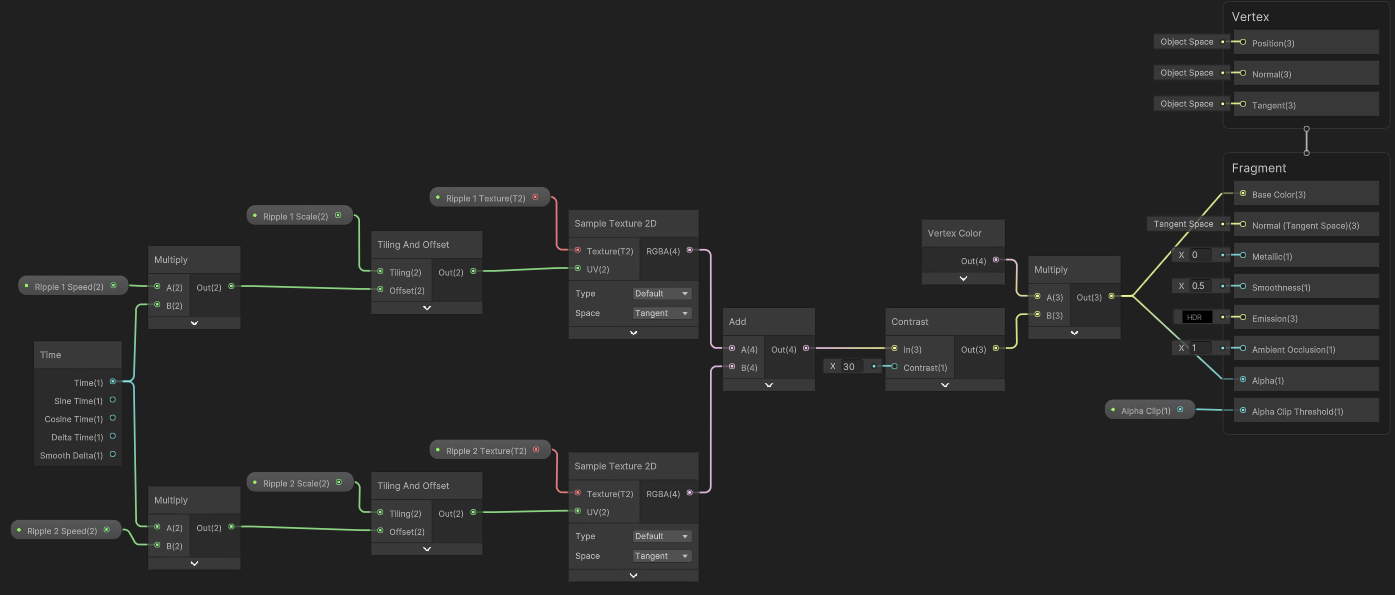 Vertex
Object Space
Position(3)
Object Space
Normal(3)
Object Space
Tangent(3)
Fragment
Base Color(3)
Tangent Space
Normal (Tangent Space)(3)
X 0
Metallic(1)
X 0.5
Smoothness(1)
HDR
Emission(3)
X 1
Ambient Occlusion(1)
Alpha(1)
Alpha Clip(1)
Alpha Clip Threshold(1)
Ripple 1 Speed(2)
Multiply
A(2)
Out(2)
B(2)
Time
Time(1)
Sine Time(1)
Cosine Time(1)
Delta Time(1)
Smooth Delta(1)
Ripple 2 Speed(2)
Multiply
A(2)
Out(2)
B(2)
Ripple 1 Scale(2)
Tiling And Offset
Tiling(2)
Out(2)
Offset(2)
Ripple 1 Texture(T2)
Sample Texture 2D
Texture(T2)
RGBA(4)
UV(2)
Type
Default
Space
Tangent
Ripple 2 Scale(2)
Tiling And Offset
Tiling(2)
Out(2)
Offset(2)
Ripple 2 Texture(T2)
Sample Texture 2D
Texture(T2)
RGBA(4)
UV(2)
Type
Default
Space
Tangent
Add
A(4)
Out(4)
B(4)
X 30
Contrast
In(3)
Out(3)
Contrast(1)
Vertex Color
Out(4)
Multiply
A(3)
Out(3)
B(3)